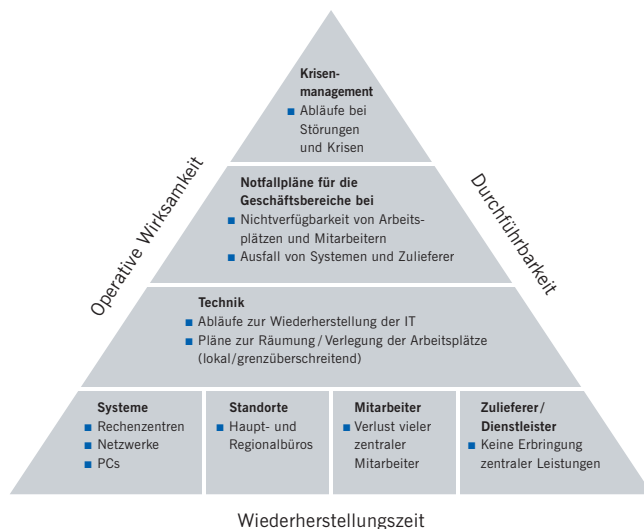 Krisen-
management
Abläufe bei
Störungen
und Krisen
Notfallpläne für die
Geschäftsbereiche bei
Nichtverfügbarkeit von Arbeits-
plätzen und Mitarbeitern
Ausfall von Systemen und Zulieferer
Technik
Abläufe zur Wiederherstellung der IT
Pläne zur Räumung / Verlegung der Arbeitsplätze
(lokal/grenzüberschreitend)
Systeme
Rechenzentren
Netzwerke
PCs
Standorte
Haupt- und
Regionalbüros
Mitarbeiter
Verlust vieler
zentraler
Mitarbeiter
Zulieferer /
Dienstleister
Keine Erbringung
zentraler Leistungen
Operative Wirksamkeit
Durchführbarkeit
Wiederherstellungszeit